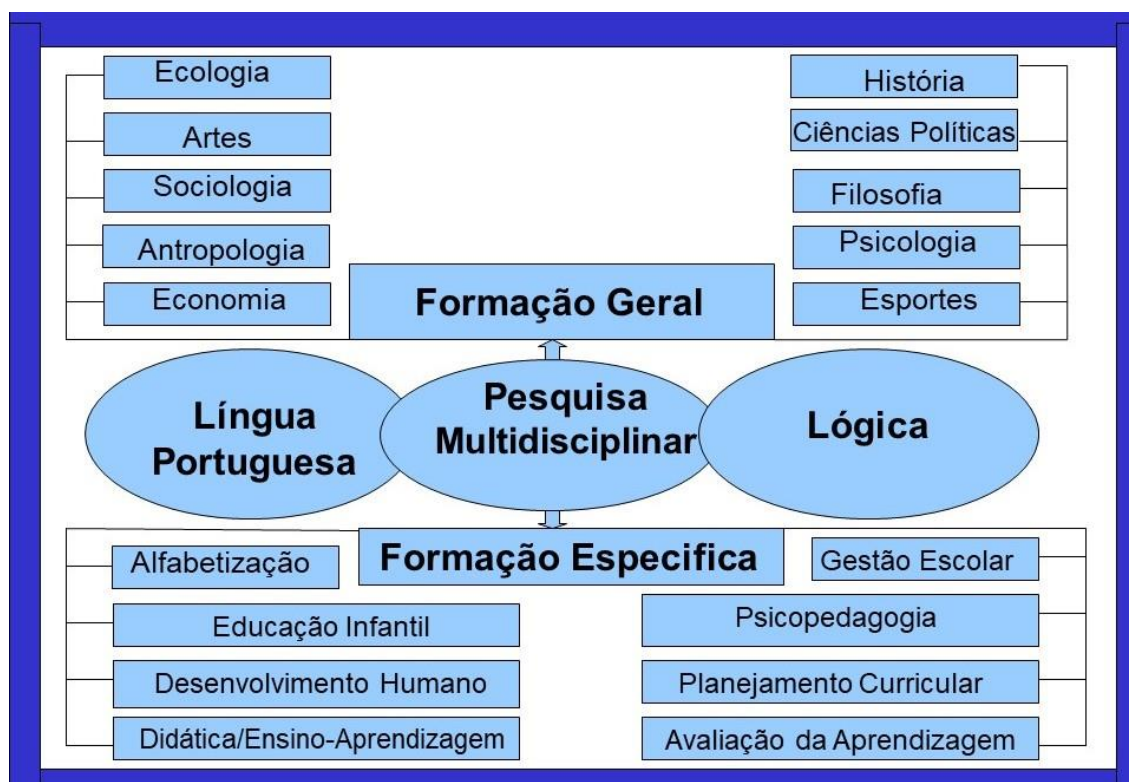 Ecologia
Artes
Sociologia
Antropologia
Economia
História
Ciências Políticas
Filosofia
Psicologia
Esportes
Formação Geral
Língua
Portuguesa
Pesquisa
Multidisciplinar
Lógica
Formação Especifica
Alfabetização
Educação Infantil
Desenvolvimento Humano
Didática/Ensino-Aprendizagem
Gestão Escolar
Psicopedagogia
Planejamento Curricular
Avaliação da Aprendizagem